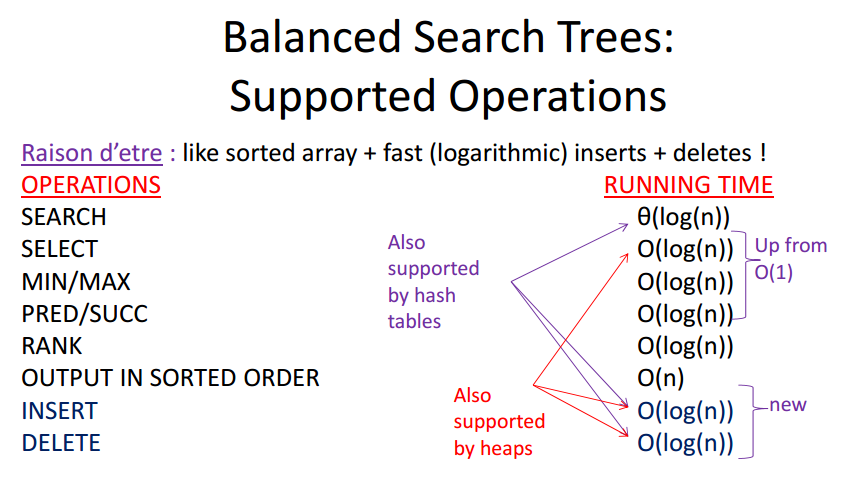 Balanced Search Trees:
Supported Operations
Raison d’etre : like sorted array + fast (logarithmic) inserts + deletes !
OPERATIONS
RUNNING TIME
SEARCH
θ(log(n))
SELECT
O(log(n))
MIN/MAX
O(log(n))
PRED/SUCC
O(log(n))
RANK
O(log(n))
OUTPUT IN SORTED ORDER
O(n)
INSERT
O(log(n))
DELETE
O(log(n))
Also
supported
by hash
tables
Up from
O(1)
Also
supported
by heaps
new